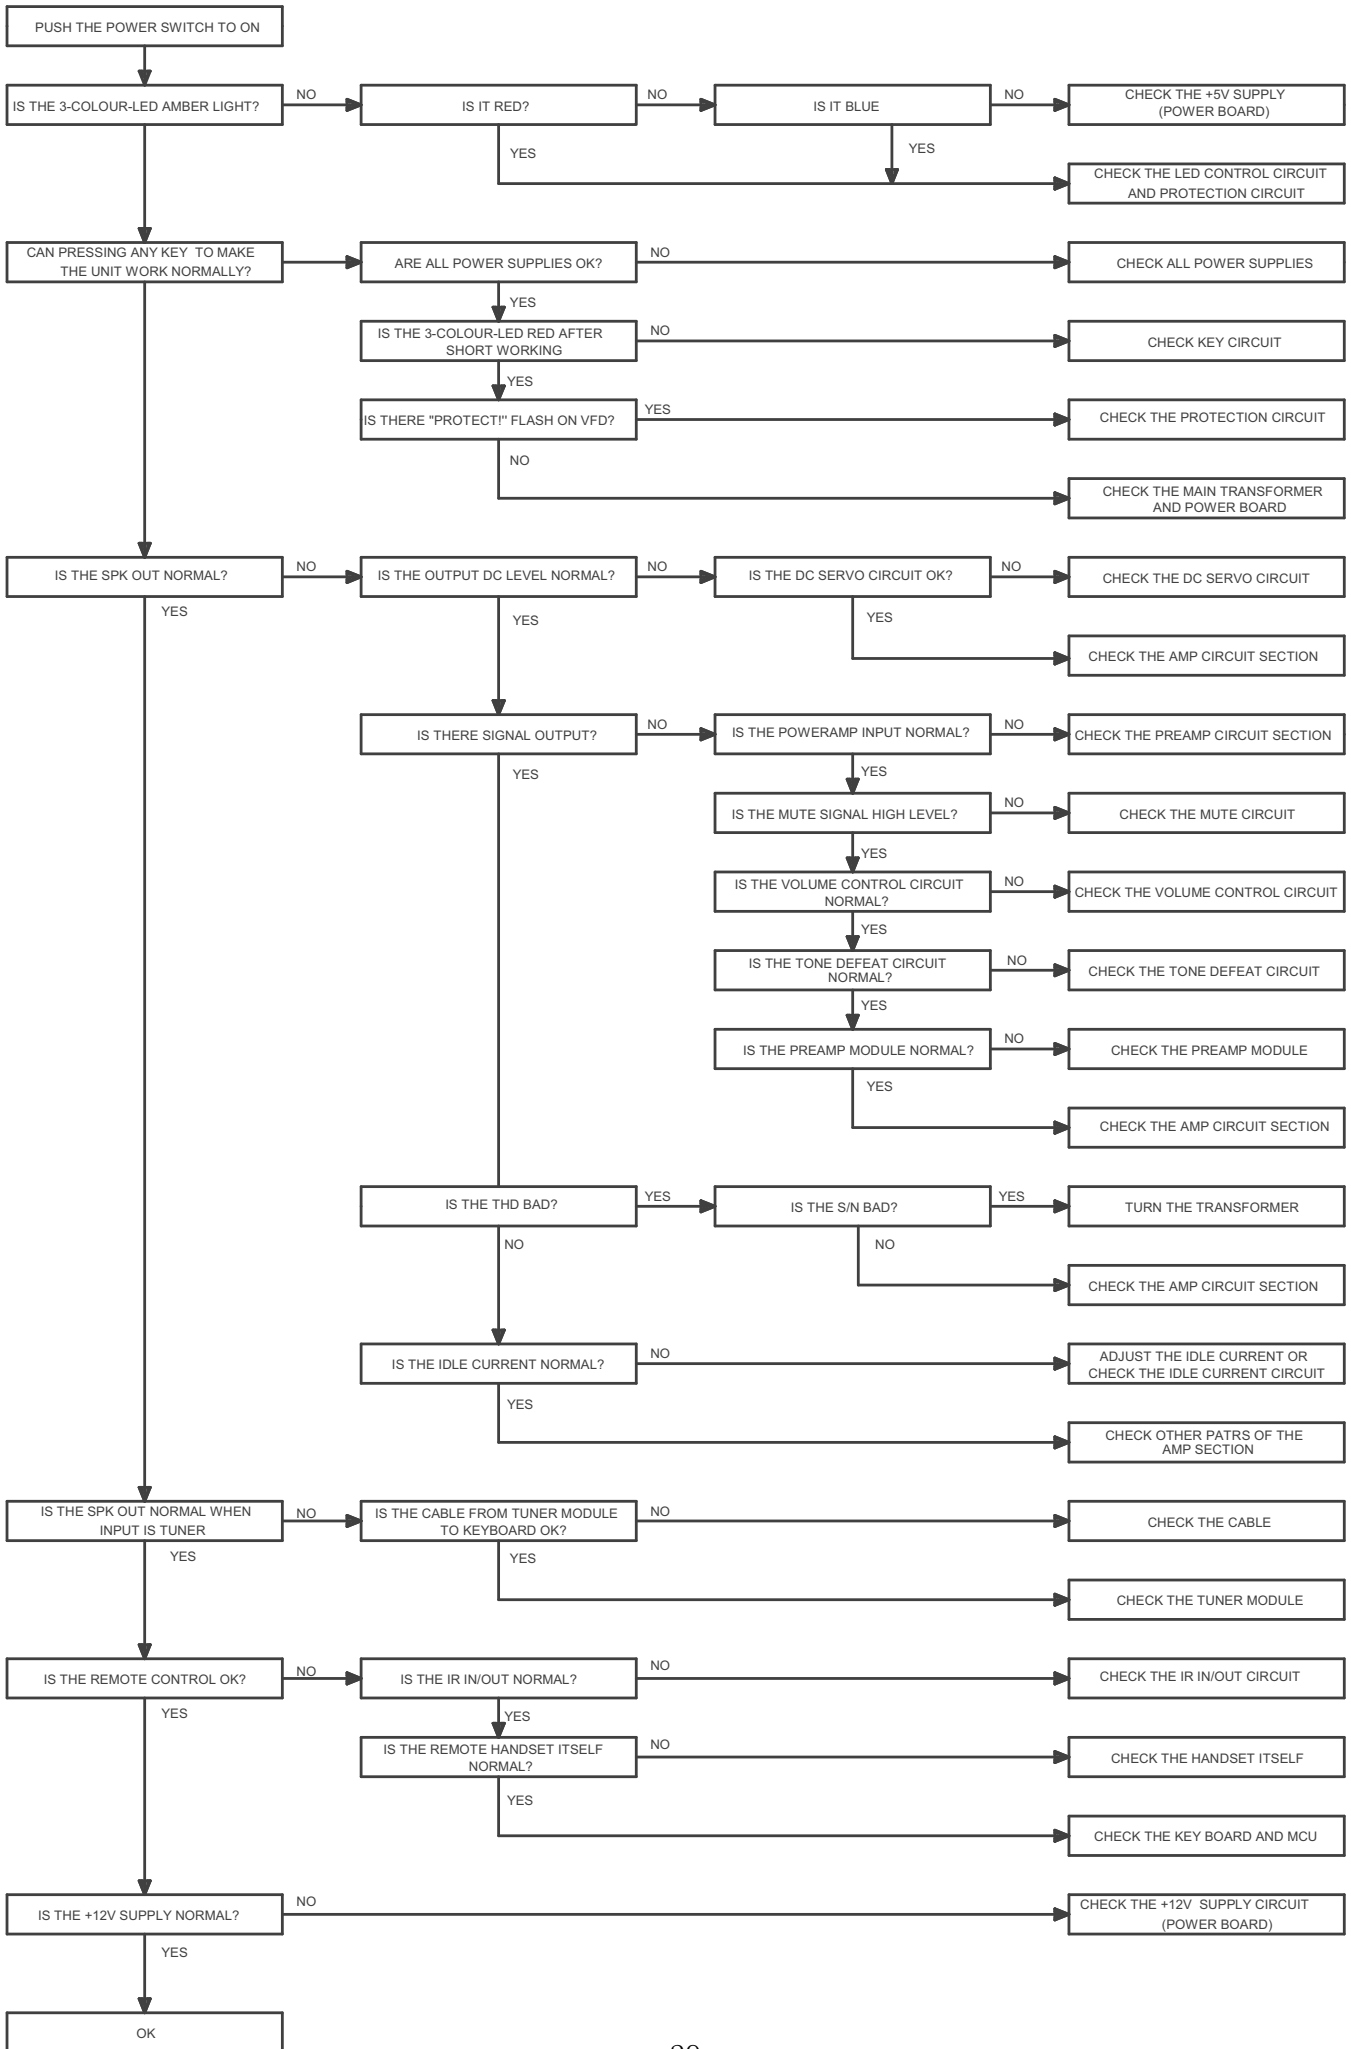 PUSH THE POWER SWITCH TO ON
IS THE 3-COLOUR-LED AMBER LIGHT?
NO
IS IT RED?
NO
IS IT BLUE
NO
CHECK THE +5V SUPPLY
(POWER BOARD)
YES
YES
CHECK THE LED CONTROL CIRCUIT
AND PROTECTION CIRCUIT
CAN PRESSING ANY KEY TO MAKE
THE UNIT WORK NORMALLY?
ARE ALL POWER SUPPLIES OK?
NO
CHECK ALL POWER SUPPLIES
YES
IS THE 3-COLOUR-LED RED AFTER
SHORT WORKING
NO
CHECK KEY CIRCUIT
YES
IS THERE "PROTECT!" FLASH ON VFD?
YES
CHECK THE PROTECTION CIRCUIT
NO
CHECK THE MAIN TRANSFORMER
AND POWER BOARD
IS THE SPK OUT NORMAL?
NO
IS THE OUTPUT DC LEVEL NORMAL?
NO
IS THE DC SERVO CIRCUIT OK?
NO
CHECK THE DC SERVO CIRCUIT
YES
YES
YES
CHECK THE AMP CIRCUIT SECTION
IS THERE SIGNAL OUTPUT?
NO
IS THE POWERAMP INPUT NORMAL?
NO
CHECK THE PREAMP CIRCUIT SECTION
YES
YES
IS THE MUTE SIGNAL HIGH LEVEL?
NO
CHECK THE MUTE CIRCUIT
YES
IS THE VOLUME CONTROL CIRCUIT
NORMAL?
NO
CHECK THE VOLUME CONTROL CIRCUIT
YES
IS THE TONE DEFEAT CIRCUIT
NORMAL?
NO
CHECK THE TONE DEFEAT CIRCUIT
YES
IS THE PREAMP MODULE NORMAL?
NO
CHECK THE PREAMP MODULE
YES
CHECK THE AMP CIRCUIT SECTION
IS THE THD BAD?
YES
IS THE S/N BAD?
YES
TURN THE TRANSFORMER
NO
NO
CHECK THE AMP CIRCUIT SECTION
IS THE IDLE CURRENT NORMAL?
NO
ADJUST THE IDLE CURRENT OR
CHECK THE IDLE CURRENT CIRCUIT
YES
CHECK OTHER PATRS OF THE
AMP SECTION
IS THE SPK OUT NORMAL WHEN
INPUT IS TUNER
NO
IS THE CABLE FROM TUNER MODULE
TO KEYBOARD OK?
NO
CHECK THE CABLE
YES
YES
CHECK THE TUNER MODULE
IS THE REMOTE CONTROL OK?
NO
IS THE IR IN/OUT NORMAL?
NO
CHECK THE IR IN/OUT CIRCUIT
YES
YES
IS THE REMOTE HANDSET ITSELF
NORMAL?
NO
CHECK THE HANDSET ITSELF
YES
CHECK THE KEY BOARD AND MCU
IS THE +12V SUPPLY NORMAL?
NO
CHECK THE +12V SUPPLY CIRCUIT
(POWER BOARD)
YES
OK